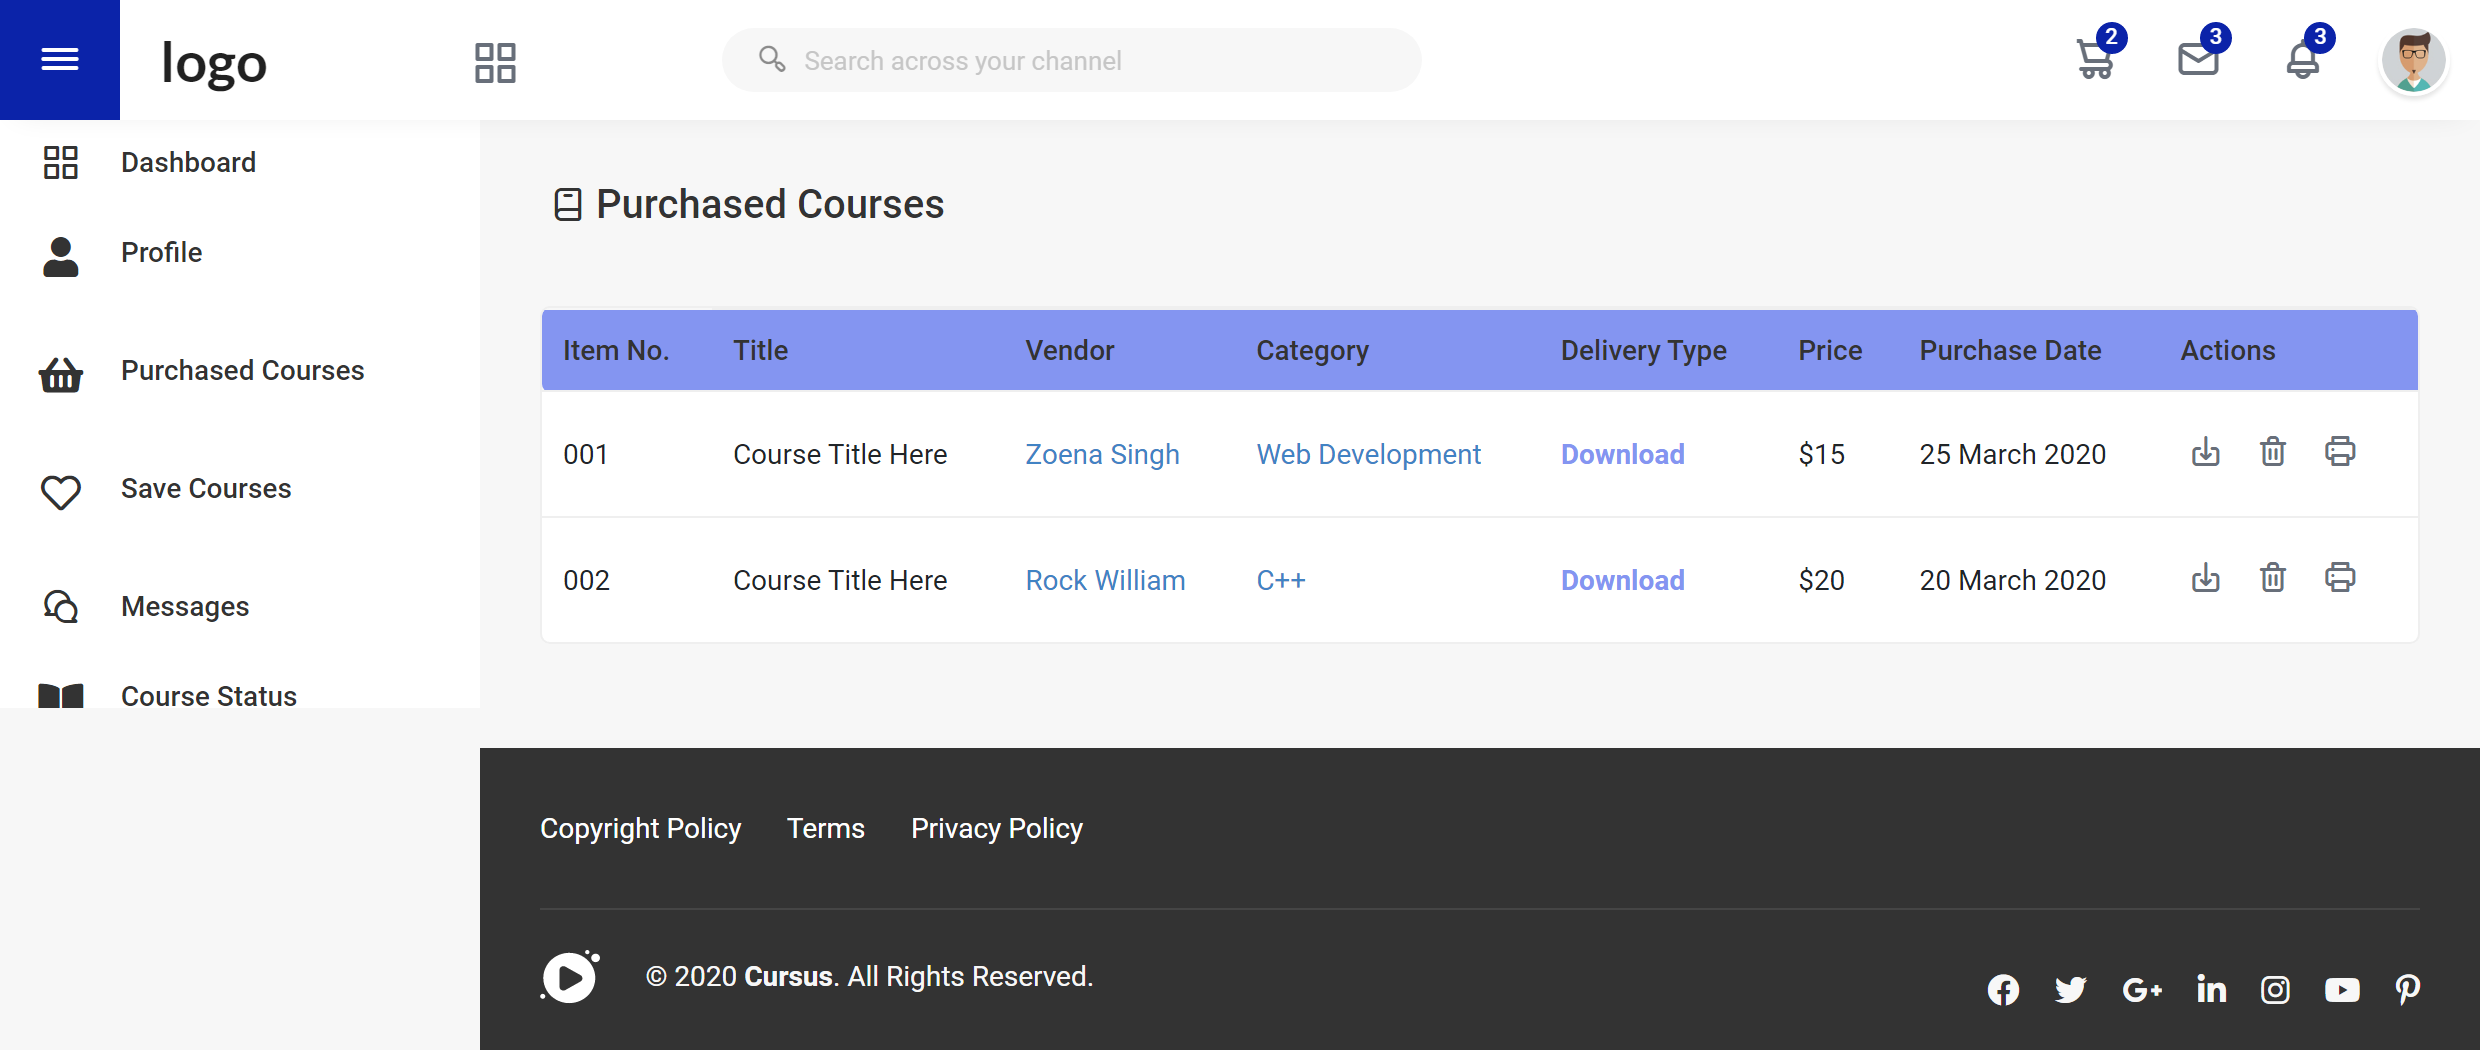 logo
Search across your channel
2
3
3
Dashboard
Profile
Purchased Courses
Save Courses
Messages
Course Status
Purchased Courses
Item No. Title Vendor Category Delivery Type Price Purchase Date Actions
001 Course Title Here Zoena Singh Web Development Download $15 25 March 2020
002 Course Title Here Rock William C++ Download $20 20 March 2020
Copyright Policy Terms Privacy Policy
© 2020 Cursus. All Rights Reserved.